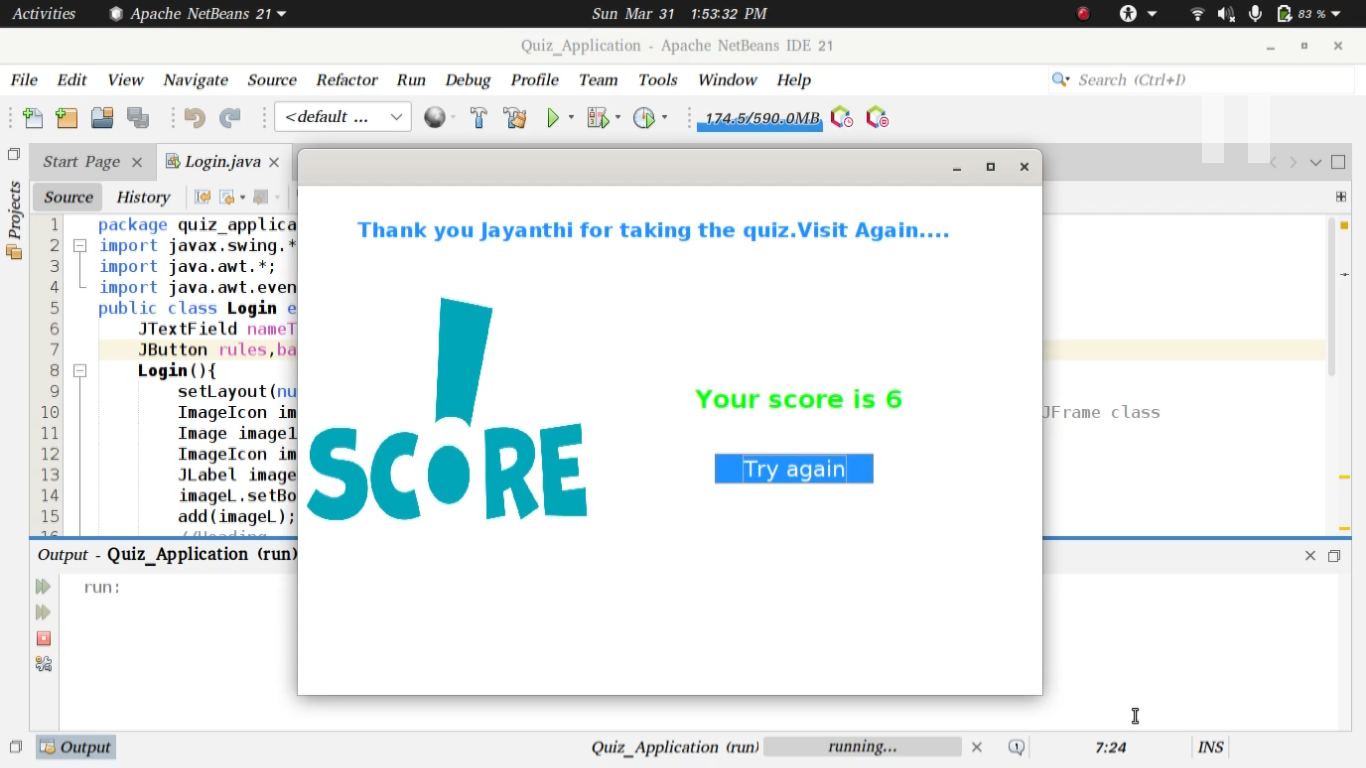 Activities Apache NetBeans 21 Sun Mar 31 1:53:32 PM 83 %
Quiz_Application - Apache NetBeans IDE 21
File Edit View Navigate Source Refactor Run Debug Profile Team Tools Window Help Search (Ctrl+I)
<default ... 174.5/590.0MB
Start Page Login.java
Projects
Source History
1 package quiz_applica
2 import javax.swing.*
3 import java.awt.*;
4 import java.awt.even
5 public class Login e
6 JTextField nameT
7 JButton rules,ba
8 Login(){
9 setLayout(nu
10 ImageIcon im JFrame class
11 Image image1
12 ImageIcon im
13 JLabel image
14 imageL.setBo
15 add(imageL);
16 //Heading
Thank you Jayanthi for taking the quiz.Visit Again....
SCORE!
Your score is 6
Try again
Output - Quiz_Application (run)
run:
Output Quiz_Application (run) running... 7:24 INS